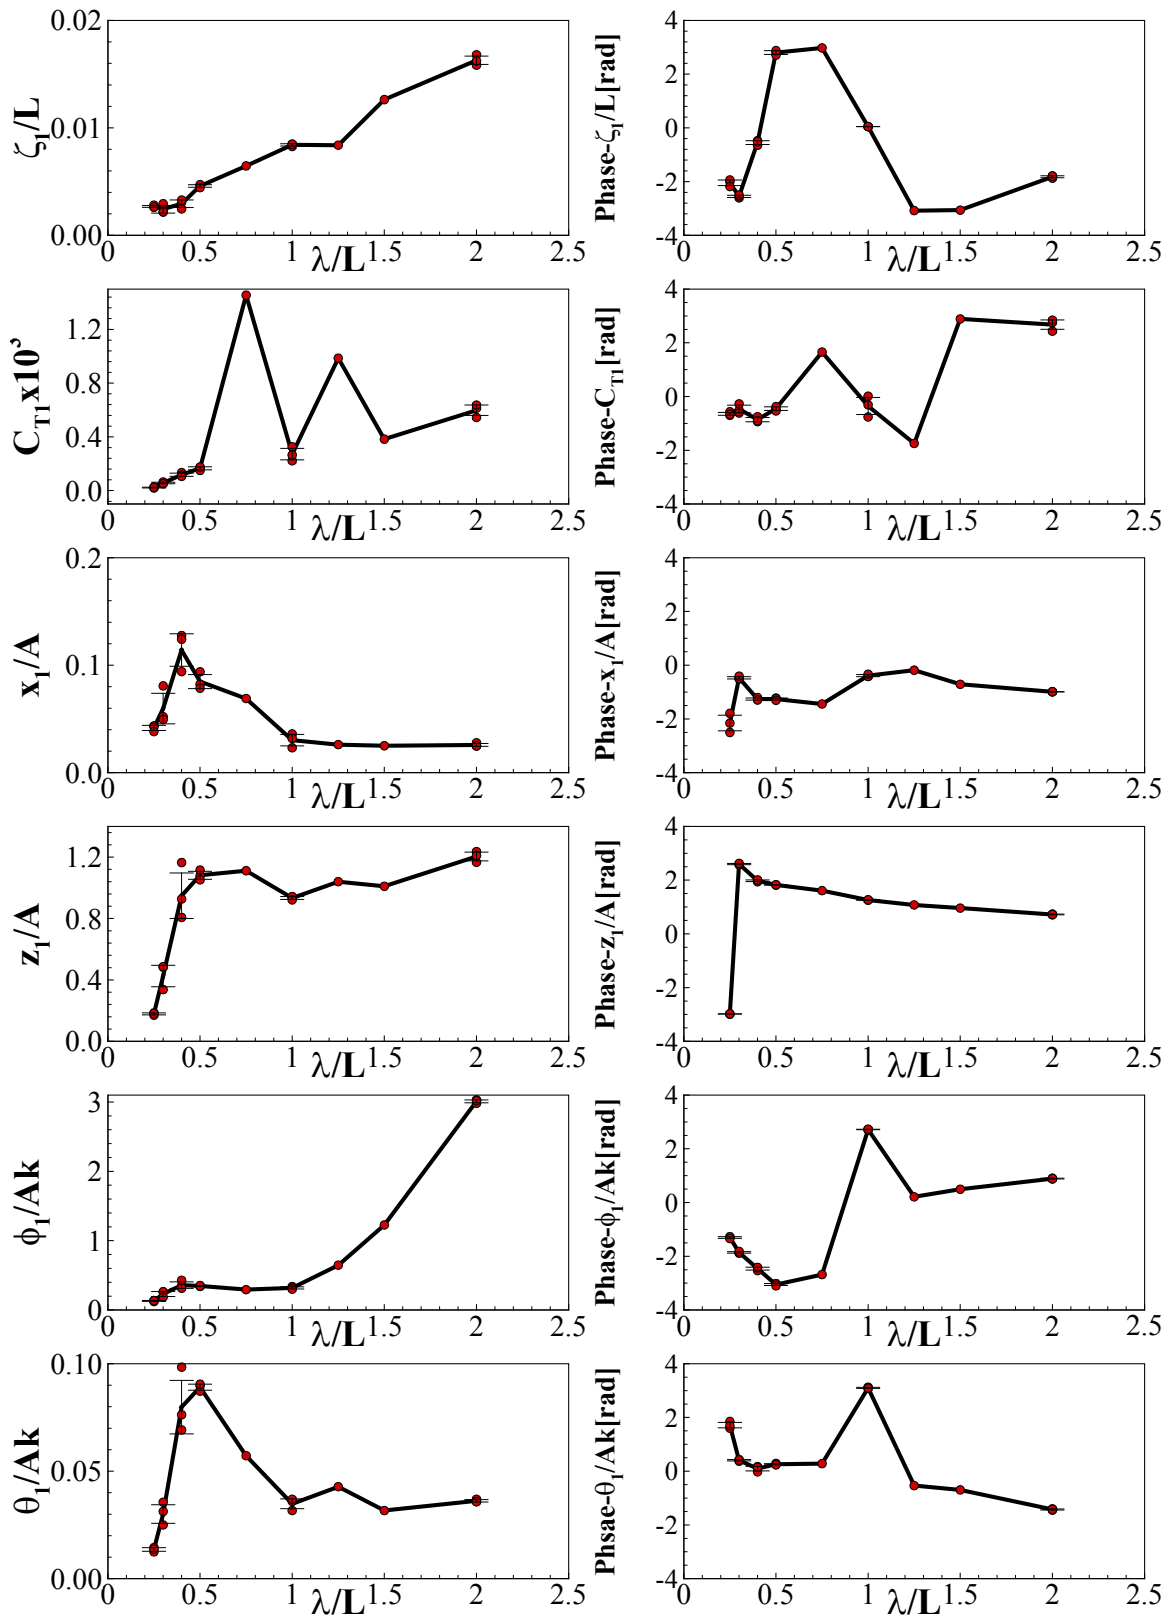 0.02 0.01 0.00 ζ₁/L 0 0.5 1 1.5 2 2.5 λ/L
4 2 0 -2 -4 Phase-ζ₁/L[rad] 0 0.5 1 1.5 2 2.5 λ/L
1.2 0.8 0.4 0.0 C_T1x10³ 0 0.5 1 1.5 2 2.5 λ/L
4 2 0 -2 -4 Phase-C_T1[rad] 0 0.5 1 1.5 2 2.5 λ/L
0.2 0.1 0.0 x₁/A 0 0.5 1 1.5 2 2.5 λ/L
4 2 0 -2 -4 Phase-x₁/A[rad] 0 0.5 1 1.5 2 2.5 λ/L
1.2 0.8 0.4 0.0 z₁/A 0 0.5 1 1.5 2 2.5 λ/L
4 2 0 -2 -4 Phase-z₁/A[rad] 0 0.5 1 1.5 2 2.5 λ/L
3 2 1 0 ϕ₁/Ak 0 0.5 1 1.5 2 2.5 λ/L
4 2 0 -2 -4 Phase-ϕ₁/Ak[rad] 0 0.5 1 1.5 2 2.5 λ/L
0.10 0.05 0.00 θ₁/Ak 0 0.5 1 1.5 2 2.5 λ/L
4 2 0 -2 -4 Phsae-θ₁/Ak[rad] 0 0.5 1 1.5 2 2.5 λ/L